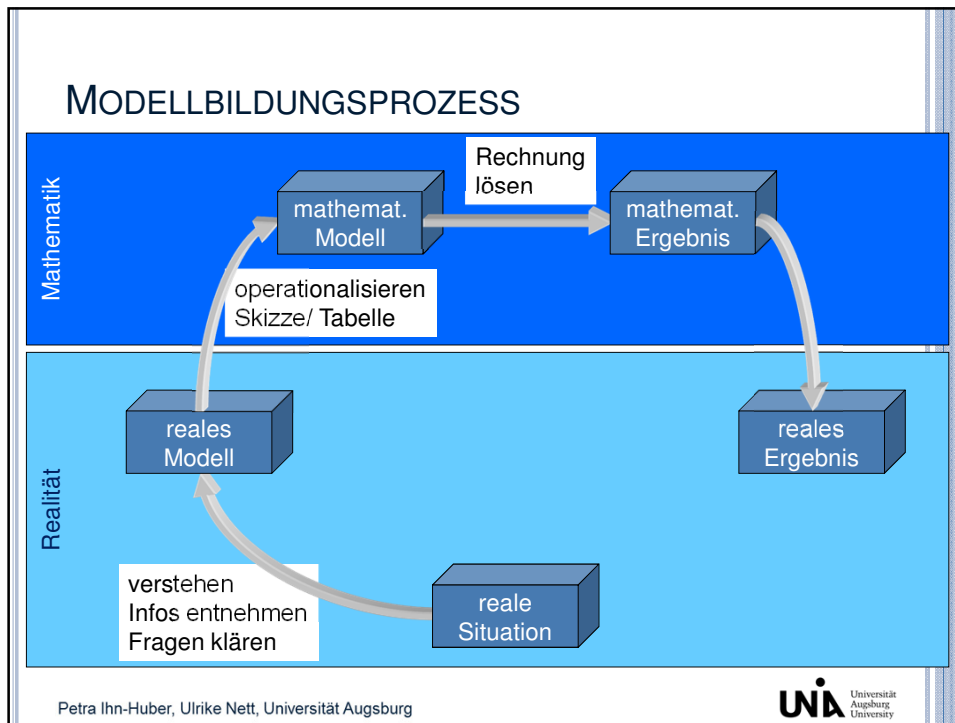 MODELLBILDUNGSPROZESS
Mathematik
Rechnung
lösen
mathemat.
Modell
mathemat.
Ergebnis
operationalisieren
Skizze/ Tabelle
Realität
reales
Modell
reales
Ergebnis
verstehen
Infos entnehmen
Fragen klären
reale
Situation
Petra Ihn-Huber, Ulrike Nett, Universität Augsburg
UNIA
Universität
Augsburg
University